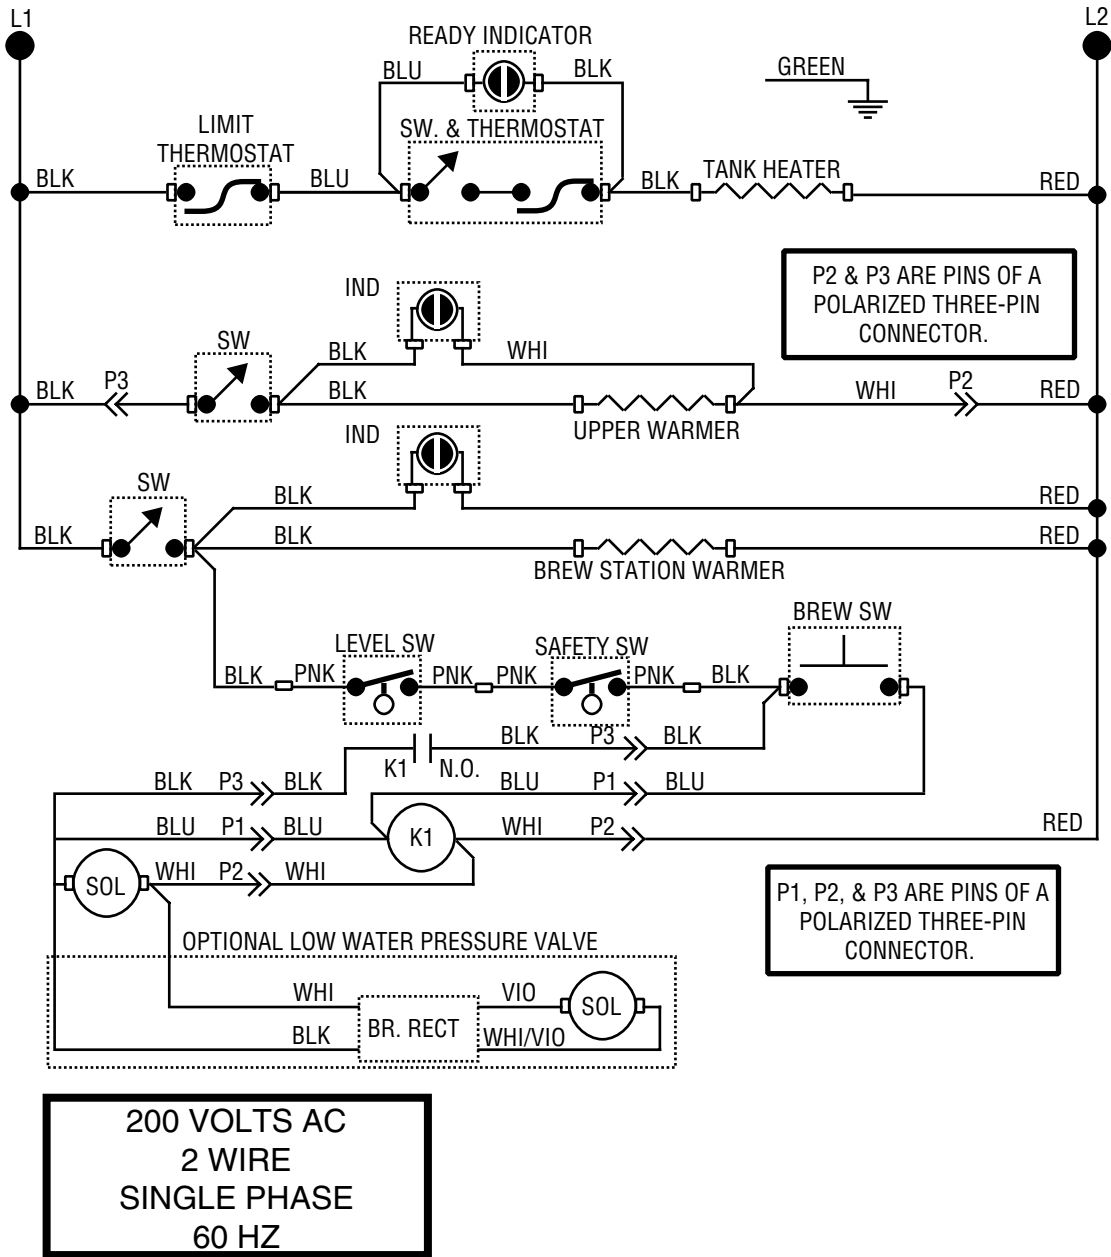 L1
L2
READY INDICATOR
BLU
BLK
GREEN
LIMIT
THERMOSTAT
SW. & THERMOSTAT
BLK
BLU
BLK
TANK HEATER
RED
P2 & P3 ARE PINS OF A
POLARIZED THREE-PIN
CONNECTOR.
IND
SW
BLK
WHI
BLK
P3
BLK
WHI
P2
RED
UPPER WARMER
IND
SW
BLK
RED
BLK
BLK
RED
BREW STATION WARMER
BREW SW
LEVEL SW
SAFETY SW
BLK
PNK
PNK
PNK
PNK
BLK
K1
N.O.
BLK
P3
BLK
BLK
P3
BLK
BLU
P1
BLU
BLU
P1
BLU
K1
WHI
P2
RED
SOL
WHI
P2
WHI
P1, P2, & P3 ARE PINS OF A
POLARIZED THREE-PIN
CONNECTOR.
OPTIONAL LOW WATER PRESSURE VALVE
WHI
VIO
SOL
BR. RECT
BLK
WHI/VIO
200 VOLTS AC
2 WIRE
SINGLE PHASE
60 HZ